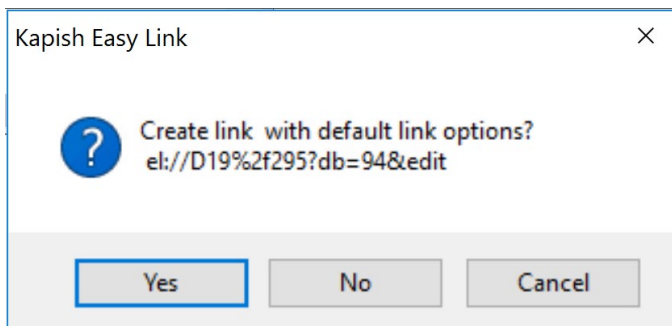 Kapish Easy Link
Create link with default link options?
el://D19%2f295?db=94&edit
Yes
No
Cancel